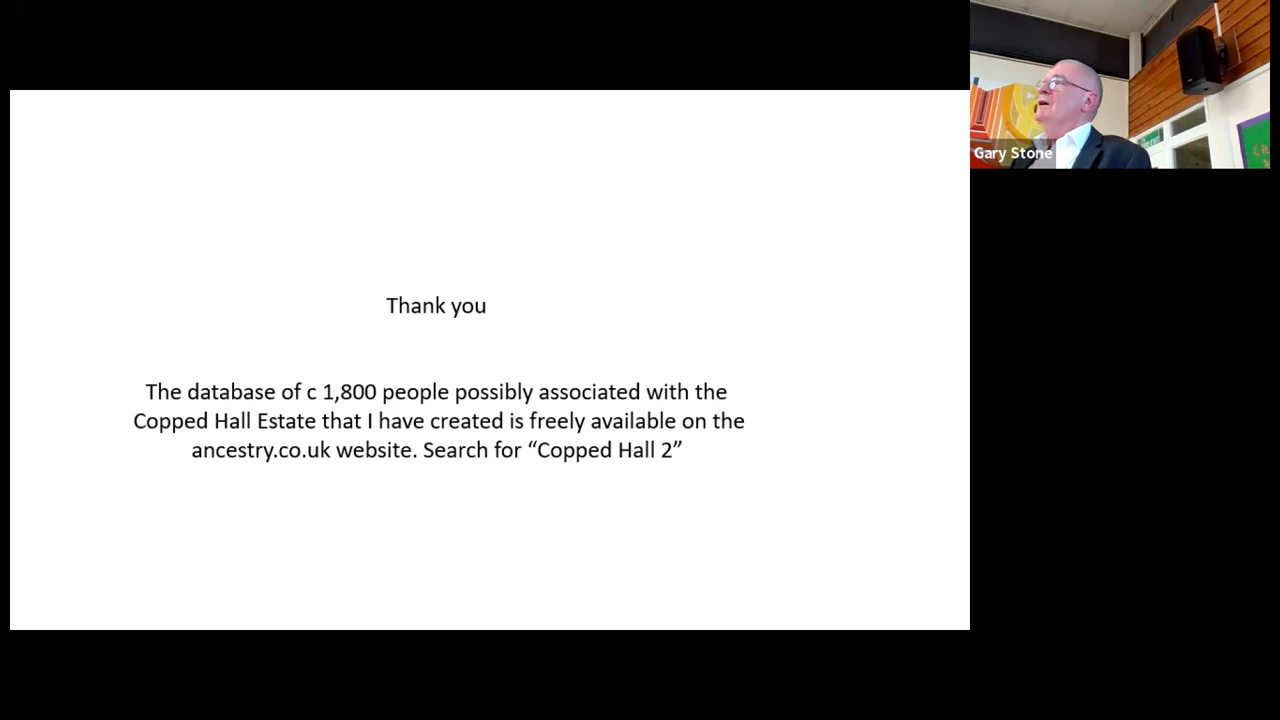 Thank you
The database of c 1,800 people possibly associated with the
Copped Hall Estate that I have created is freely available on the
ancestry.co.uk website. Search for “Copped Hall 2”
Gary Stone